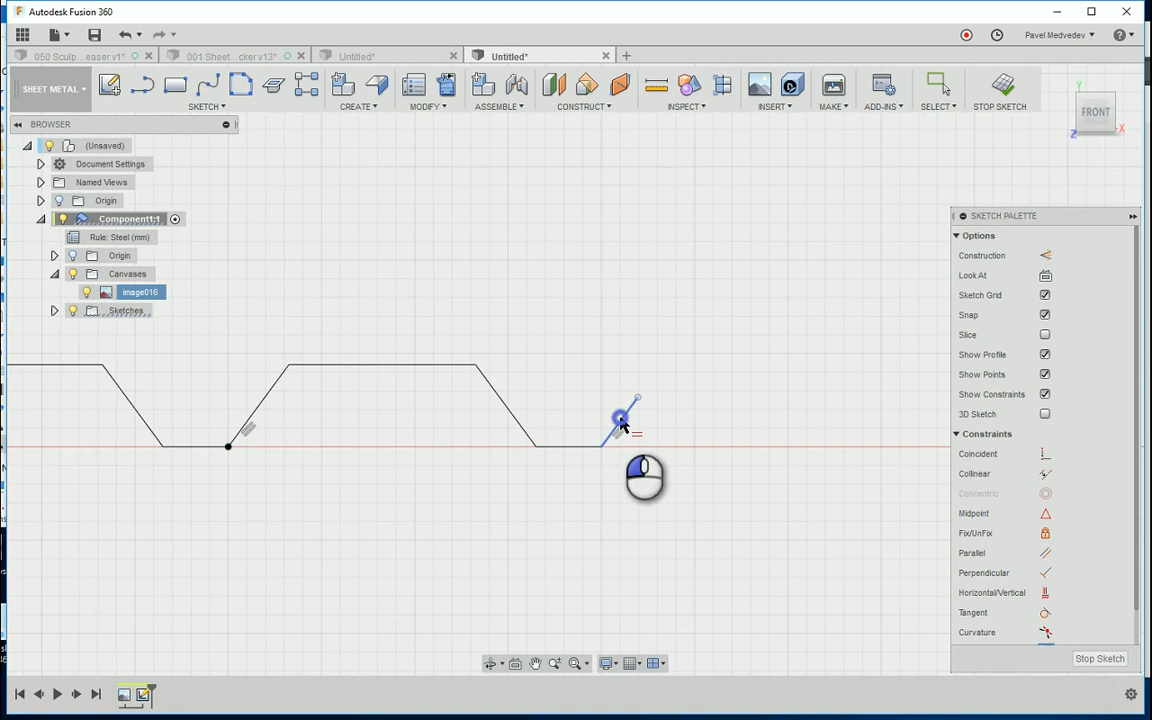 Autodesk Fusion 360
Pavel Medvedev
050 Sculp...easer v1*
001 Sheet...cker v13*
Untitled*
Untitled*
SHEET METAL
SKETCH
CREATE
MODIFY
ASSEMBLE
CONSTRUCT
INSPECT
INSERT
MAKE
ADD-INS
SELECT
STOP SKETCH
BROWSER
FRONT
Y
X
Z
(Unsaved)
Document Settings
Named Views
Origin
Component1:1
Rule: Steel (mm)
Origin
Canvases
image016
Sketches
SKETCH PALETTE
Options
Construction
Look At
Sketch Grid
Snap
Slice
Show Profile
Show Points
Show Constraints
3D Sketch
Constraints
Coincident
Collinear
Concentric
Midpoint
Fix/UnFix
Parallel
Perpendicular
Horizontal/Vertical
Tangent
Curvature
Stop Sketch